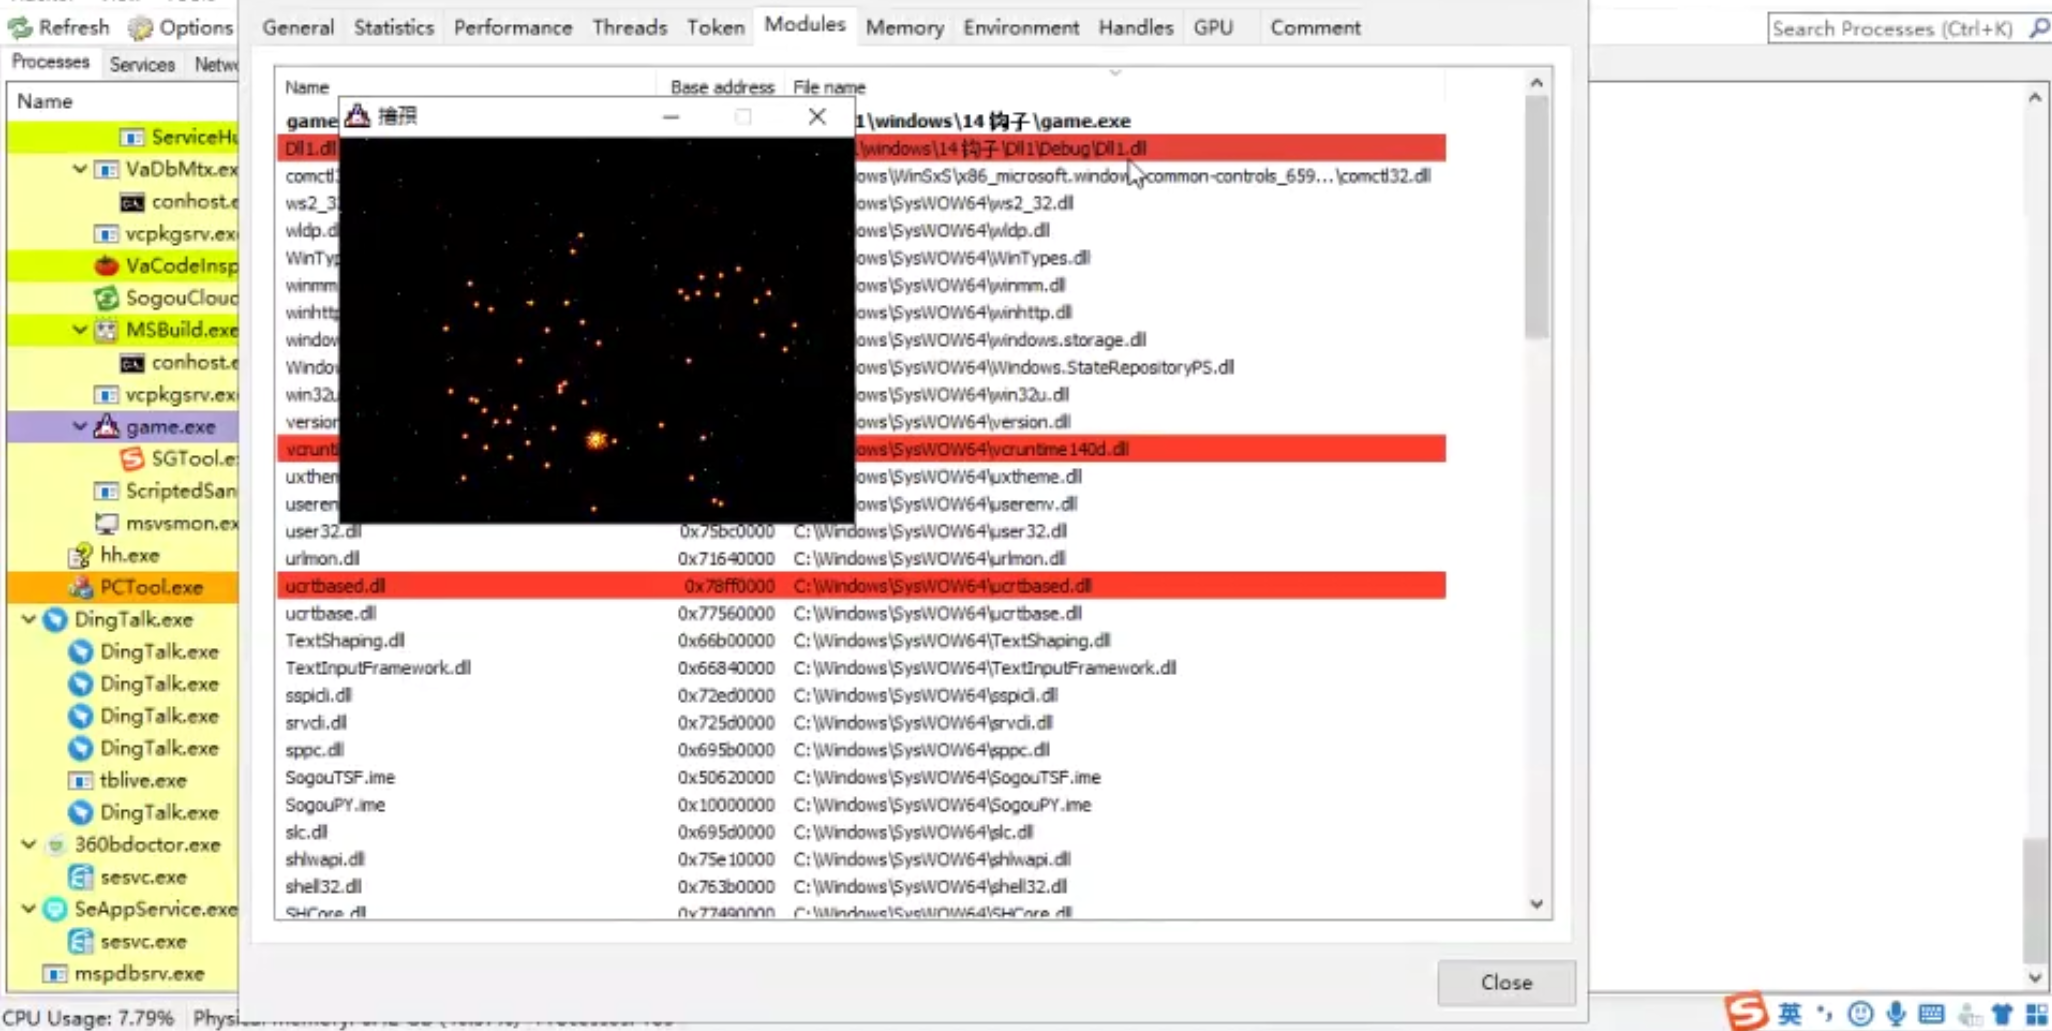 Refresh Options
General Statistics Performance Threads Token Modules Memory Environment Handles GPU Comment
Search Processes (Ctrl+K)
Processes Services Netwo
Name
ServiceHu
VaDbMtx.ex
conhost.e
vcpkgsrv.exe
VaCodeInsp
SogouCloud
MSBuild.exe
conhost.e
vcpkgsrv.exe
game.exe
SGTool.e
ScriptedSan
msvsmon.ex
hh.exe
PCTool.exe
DingTalk.exe
DingTalk.exe
DingTalk.exe
DingTalk.exe
DingTalk.exe
tblive.exe
DingTalk.exe
360bdoctor.exe
sesvc.exe
SeAppService.exe
sesvc.exe
mspdbsrv.exe
Name Base address File name
game 1\windows\14 钩子\game.exe
Dll1.dll \windows\14 钩子\Dll1\Debug\Dll1.dll
comctl3 ows\WinSxS\x86_microsoft.windows.common-controls_659...\comctl32.dll
ws2_3 ows\SysWOW64\ws2_32.dll
wldp.d ows\SysWOW64\wldp.dll
WinTyp ows\SysWOW64\WinTypes.dll
winmm ows\SysWOW64\winmm.dll
winhttp ows\SysWOW64\winhttp.dll
window ows\SysWOW64\windows.storage.dll
Windo ows\SysWOW64\Windows.StateRepositoryPS.dll
win32u ows\SysWOW64\win32u.dll
version ows\SysWOW64\version.dll
vcrunt ows\SysWOW64\vcruntime140d.dll
uxthem ows\SysWOW64\uxtheme.dll
useren ows\SysWOW64\userenv.dll
user32.dll 0x75bc0000 C:\Windows\SysWOW64\user32.dll
urlmon.dll 0x71640000 C:\Windows\SysWOW64\urlmon.dll
ucrtbased.dll 0x78ff0000 C:\Windows\SysWOW64\ucrtbased.dll
ucrtbase.dll 0x77560000 C:\Windows\SysWOW64\ucrtbase.dll
TextShaping.dll 0x66b00000 C:\Windows\SysWOW64\TextShaping.dll
TextInputFramework.dll 0x66840000 C:\Windows\SysWOW64\TextInputFramework.dll
sspicli.dll 0x72ed0000 C:\Windows\SysWOW64\sspicli.dll
srvcli.dll 0x725d0000 C:\Windows\SysWOW64\srvcli.dll
sppc.dll 0x695b0000 C:\Windows\SysWOW64\sppc.dll
SogouTSF.ime 0x50620000 C:\Windows\SysWOW64\SogouTSF.ime
SogouPY.ime 0x10000000 C:\Windows\SysWOW64\SogouPY.ime
slc.dll 0x695d0000 C:\Windows\SysWOW64\slc.dll
shlwapi.dll 0x75e10000 C:\Windows\SysWOW64\shlwapi.dll
shell32.dll 0x763b0000 C:\Windows\SysWOW64\shell32.dll
SHCore.dll 0x77490000 C:\Windows\SysWOW64\SHCore.dll
Close
CPU Usage: 7.79%
英